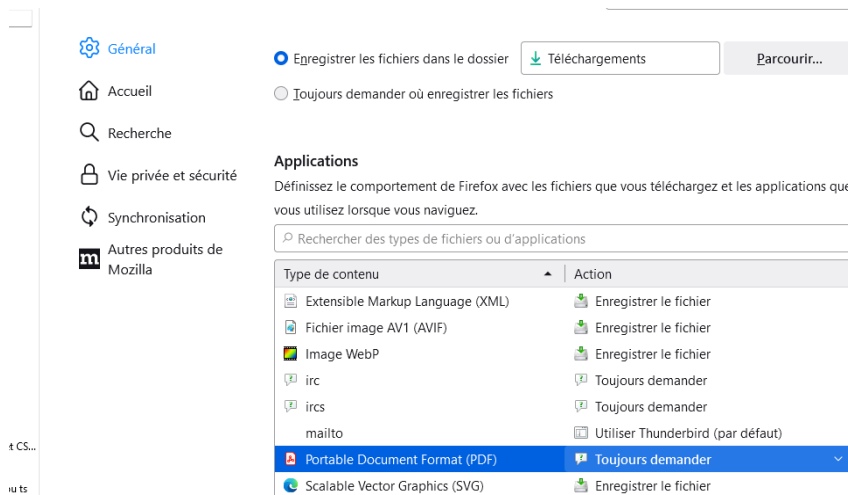 Général
Accueil
Recherche
Vie privée et sécurité
Synchronisation
Autres produits de
Mozilla
t CS...
ou ts
Enregistrer les fichiers dans le dossier Téléchargements Parcourir...
Toujours demander où enregistrer les fichiers
Applications
Définissez le comportement de Firefox avec les fichiers que vous téléchargez et les applications que
vous utilisez lorsque vous naviguez.
Rechercher des types de fichiers ou d'applications
Type de contenu Action
Extensible Markup Language (XML) Enregistrer le fichier
Fichier image AV1 (AVIF) Enregistrer le fichier
Image WebP Enregistrer le fichier
irc Toujours demander
ircs Toujours demander
mailto Utiliser Thunderbird (par défaut)
Portable Document Format (PDF) Toujours demander
Scalable Vector Graphics (SVG) Enregistrer le fichier